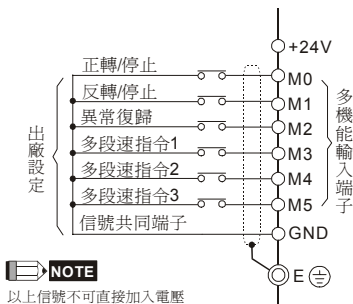 +24V
正轉/停止
M0
反轉/停止
M1
異常復歸
M2
多段速指令1
M3
多段速指令2
M4
多段速指令3
M5
信號共同端子
GND
出廠設定
多機能輸入端子
NOTE
E
以上信號不可直接加入電壓